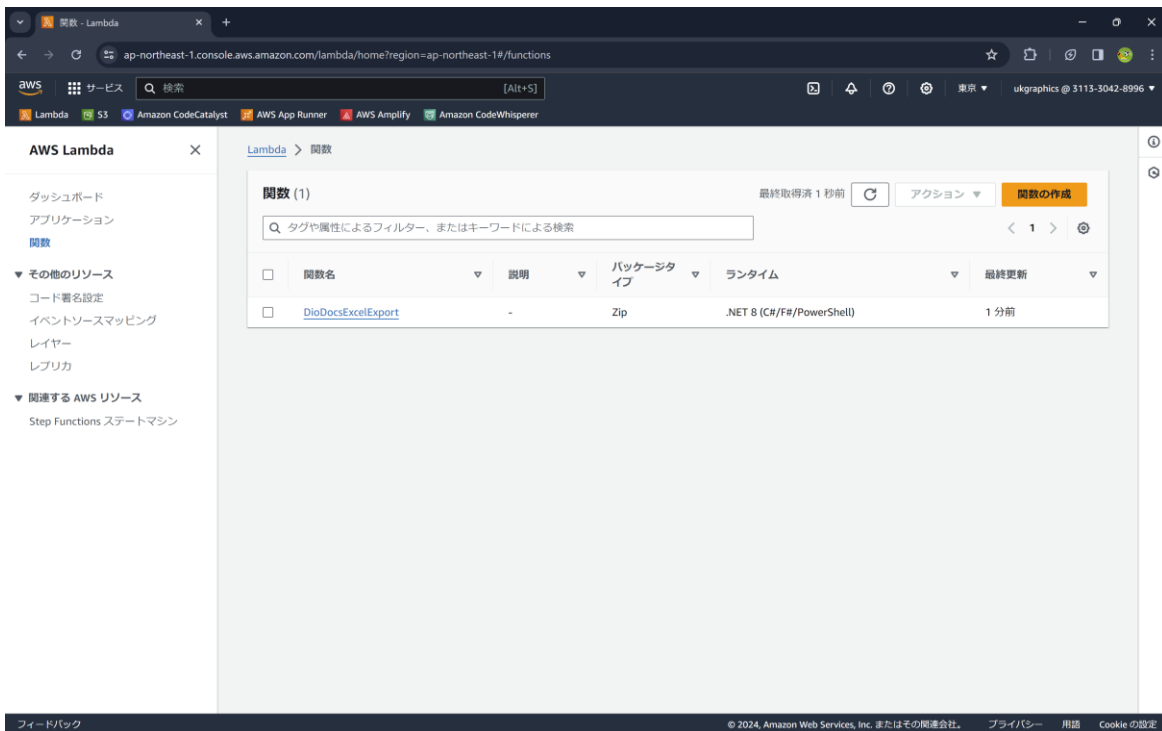 関数 - Lambda
ap-northeast-1.console.aws.amazon.com/lambda/home?region=ap-northeast-1#/functions
aws サービス 検索 [Alt+S] 東京 ▼ ukgraphics @ 3113-3042-8996 ▼
Lambda S3 Amazon CodeCatalyst AWS App Runner AWS Amplify Amazon CodeWhisperer
AWS Lambda
ダッシュボード
アプリケーション
関数
▼ その他のリソース
コード署名設定
イベントソースマッピング
レイヤー
レプリカ
▼ 関連する AWS リソース
Step Functions ステートマシン
Lambda > 関数
関数 (1) 最終取得済 1 秒前 アクション ▼ 関数の作成
タグや属性によるフィルター、またはキーワードによる検索 < 1 >
関数名 説明 パッケージタイプ ランタイム 最終更新
DioDocsExcelExport - Zip .NET 8 (C#/F#/PowerShell) 1 分前
フィードバック © 2024, Amazon Web Services, Inc. またはその関連会社。 プライバシー 用語 Cookie の設定